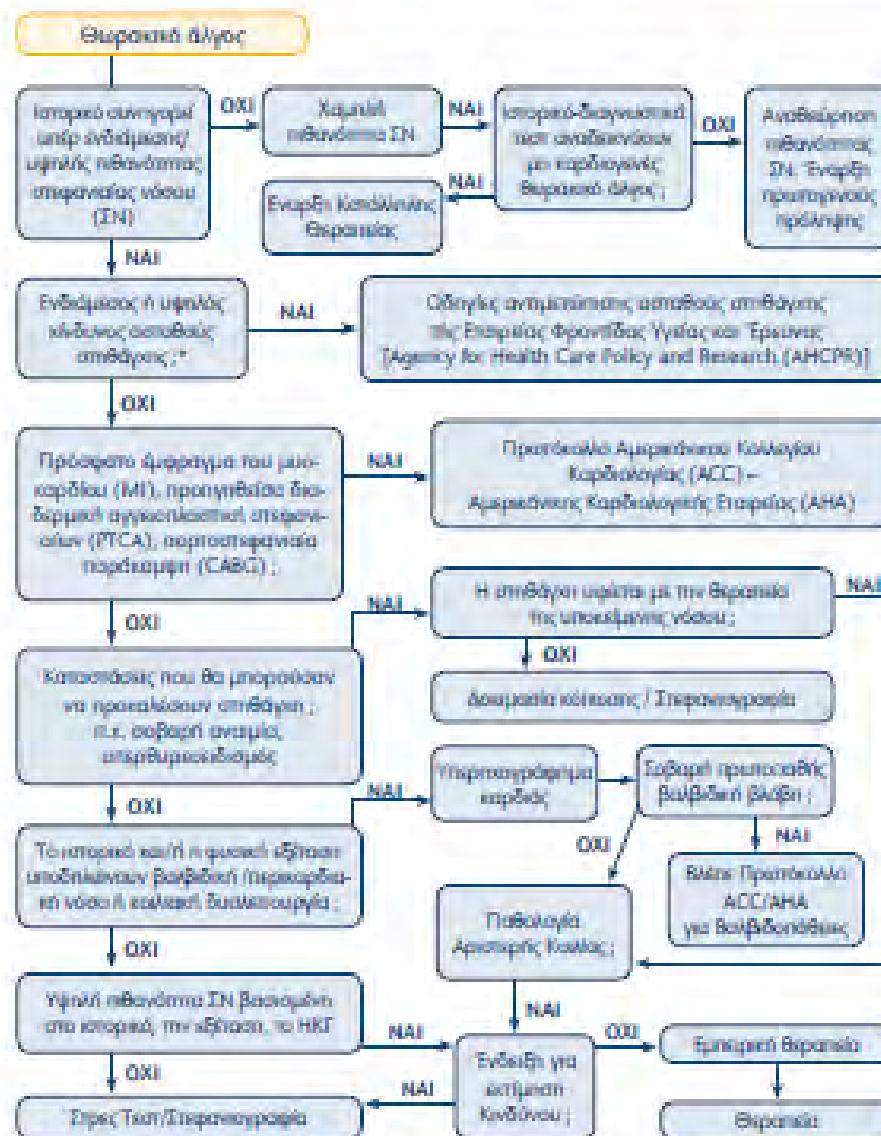 Θωρακικό άλγος
Ιστορικό συνηγορεί
υπέρ ενδιάμεσης/
υψηλής πιθανότητας
στεφανιαίας νόσου
(ΣΝ)
ΟΧΙ
Χαμηλή
πιθανότητα ΣΝ
ΝΑΙ
Ιστορικό-διαγνωστικά
τεστ αναδεικνύουν
μη καρδιογενές
θωρακικό άλγος ;
ΟΧΙ
Αναθεώρηση
πιθανότητας
ΣΝ. Έναρξη
πρωτογενούς
πρόληψης
ΝΑΙ
Έναρξη Κατάλληλης
Θεραπείας
ΝΑΙ
Ενδιάμεσος ή υψηλός
κίνδυνος ασταθούς
στηθάγχης ;*
ΝΑΙ
Οδηγίες αντιμετώπισης ασταθούς στηθάγχης
της Εταιρείας Φροντίδας Υγείας και Έρευνας
[Agency for Health Care Policy and Research (AHCPR)]
ΟΧΙ
Πρόσφατο έμφραγμα του μυο-
καρδίου (MI), προηγηθείσα δια-
δερμική αγγειοπλαστική στεφανι-
αίων (PTCA), αορτοστεφανιαία
παράκαμψη (CABG) ;
ΝΑΙ
Πρωτόκολλο Αμερικάνικου Κολλεγίου
Καρδιολογίας (ACC) –
Αμερικάνικης Καρδιολογικής Εταιρείας (AHA)
ΟΧΙ
Καταστάσεις που θα μπορούσαν
να προκαλέσουν στηθάγχη ;
π.χ. σοβαρή αναιμία,
υπερθυρεοειδισμός
ΝΑΙ
Η στηθάγχη υφίεται με την θεραπεία
της υποκείμενης νόσου ;
ΝΑΙ
ΟΧΙ
Δοκιμασία κόπωσης / Στεφανιογραφία
ΟΧΙ
Το ιστορικό και/ή η φυσική εξέταση
υποδηλώνουν βαλβιδική /περικαρδια-
κή νόσο ή κοιλιακή δυσλειτουργία ;
ΝΑΙ
Υπερηχογράφημα
καρδιάς
Σοβαρή πρωτοπαθής
βαλβιδική βλάβη ;
ΟΧΙ
ΝΑΙ
Βλέπε Πρωτόκολλο
ACC/AHA
για βαλβιδοπάθειες
Παθολογία
Αριστερής Κοιλίας ;
ΟΧΙ
Υψηλή πιθανότητα ΣΝ βασισμένη
στο ιστορικό, την εξέταση, το ΗΚΓ
ΝΑΙ
ΝΑΙ
Ένδειξη για
εκτίμηση
Κινδύνου ;
ΟΧΙ
Εμπειρική θεραπεία
ΟΧΙ
ΝΑΙ
Στρες Τεστ/Στεφανιογραφία
Θεραπεία